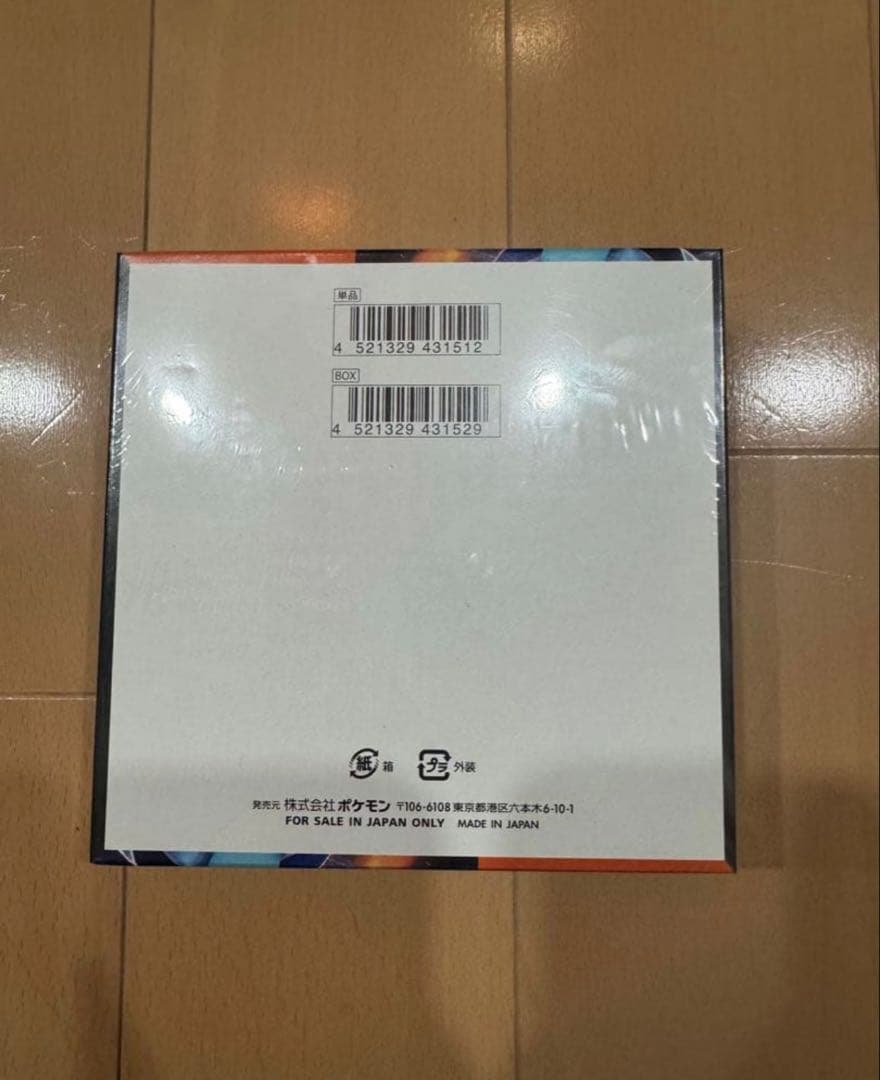 単品
4 521329 431512
BOX
4 521329 431529
紙 箱 プラ 外装
発売元 株式会社ポケモン 〒106-6108 東京都港区六本木6-10-1
FOR SALE IN JAPAN ONLY MADE IN JAPAN